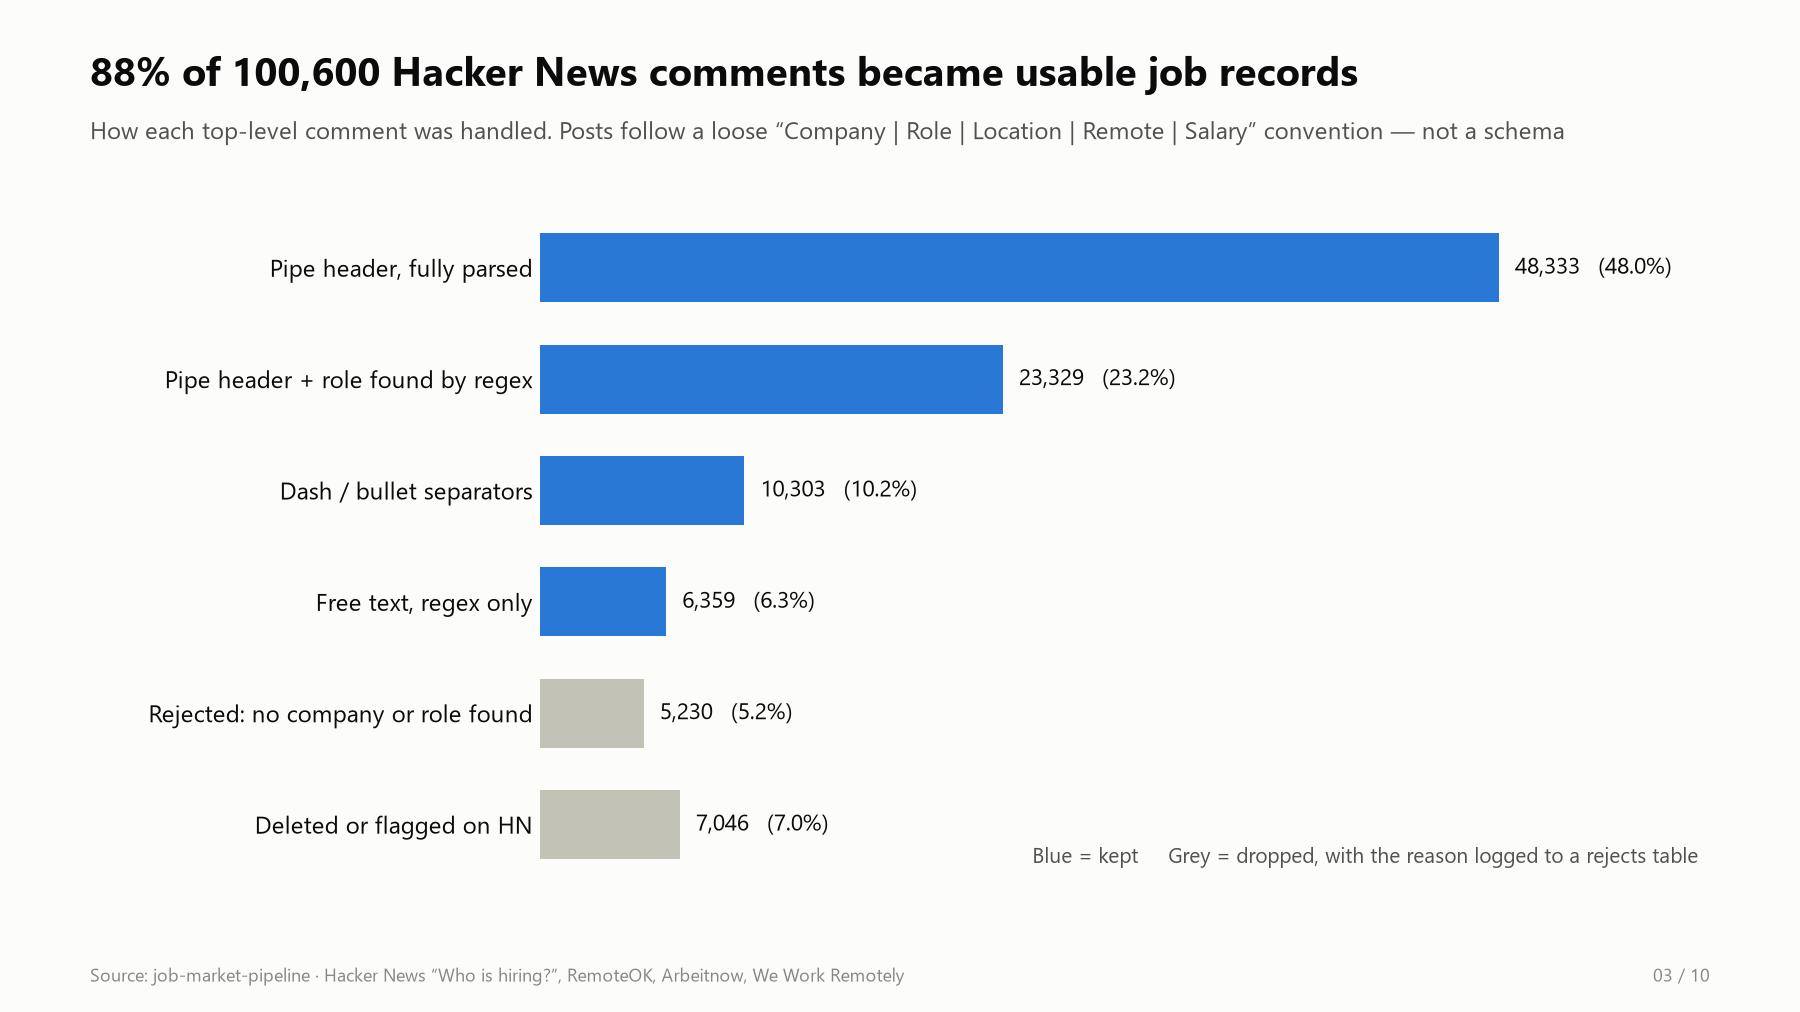 88% of 100,600 Hacker News comments became usable job records
How each top-level comment was handled. Posts follow a loose “Company | Role | Location | Remote | Salary” convention — not a schema
Pipe header, fully parsed 48,333 (48.0%)
Pipe header + role found by regex 23,329 (23.2%)
Dash / bullet separators 10,303 (10.2%)
Free text, regex only 6,359 (6.3%)
Rejected: no company or role found 5,230 (5.2%)
Deleted or flagged on HN 7,046 (7.0%)
Blue = kept Grey = dropped, with the reason logged to a rejects table
Source: job-market-pipeline · Hacker News “Who is hiring?”, RemoteOK, Arbeitnow, We Work Remotely 03 / 10